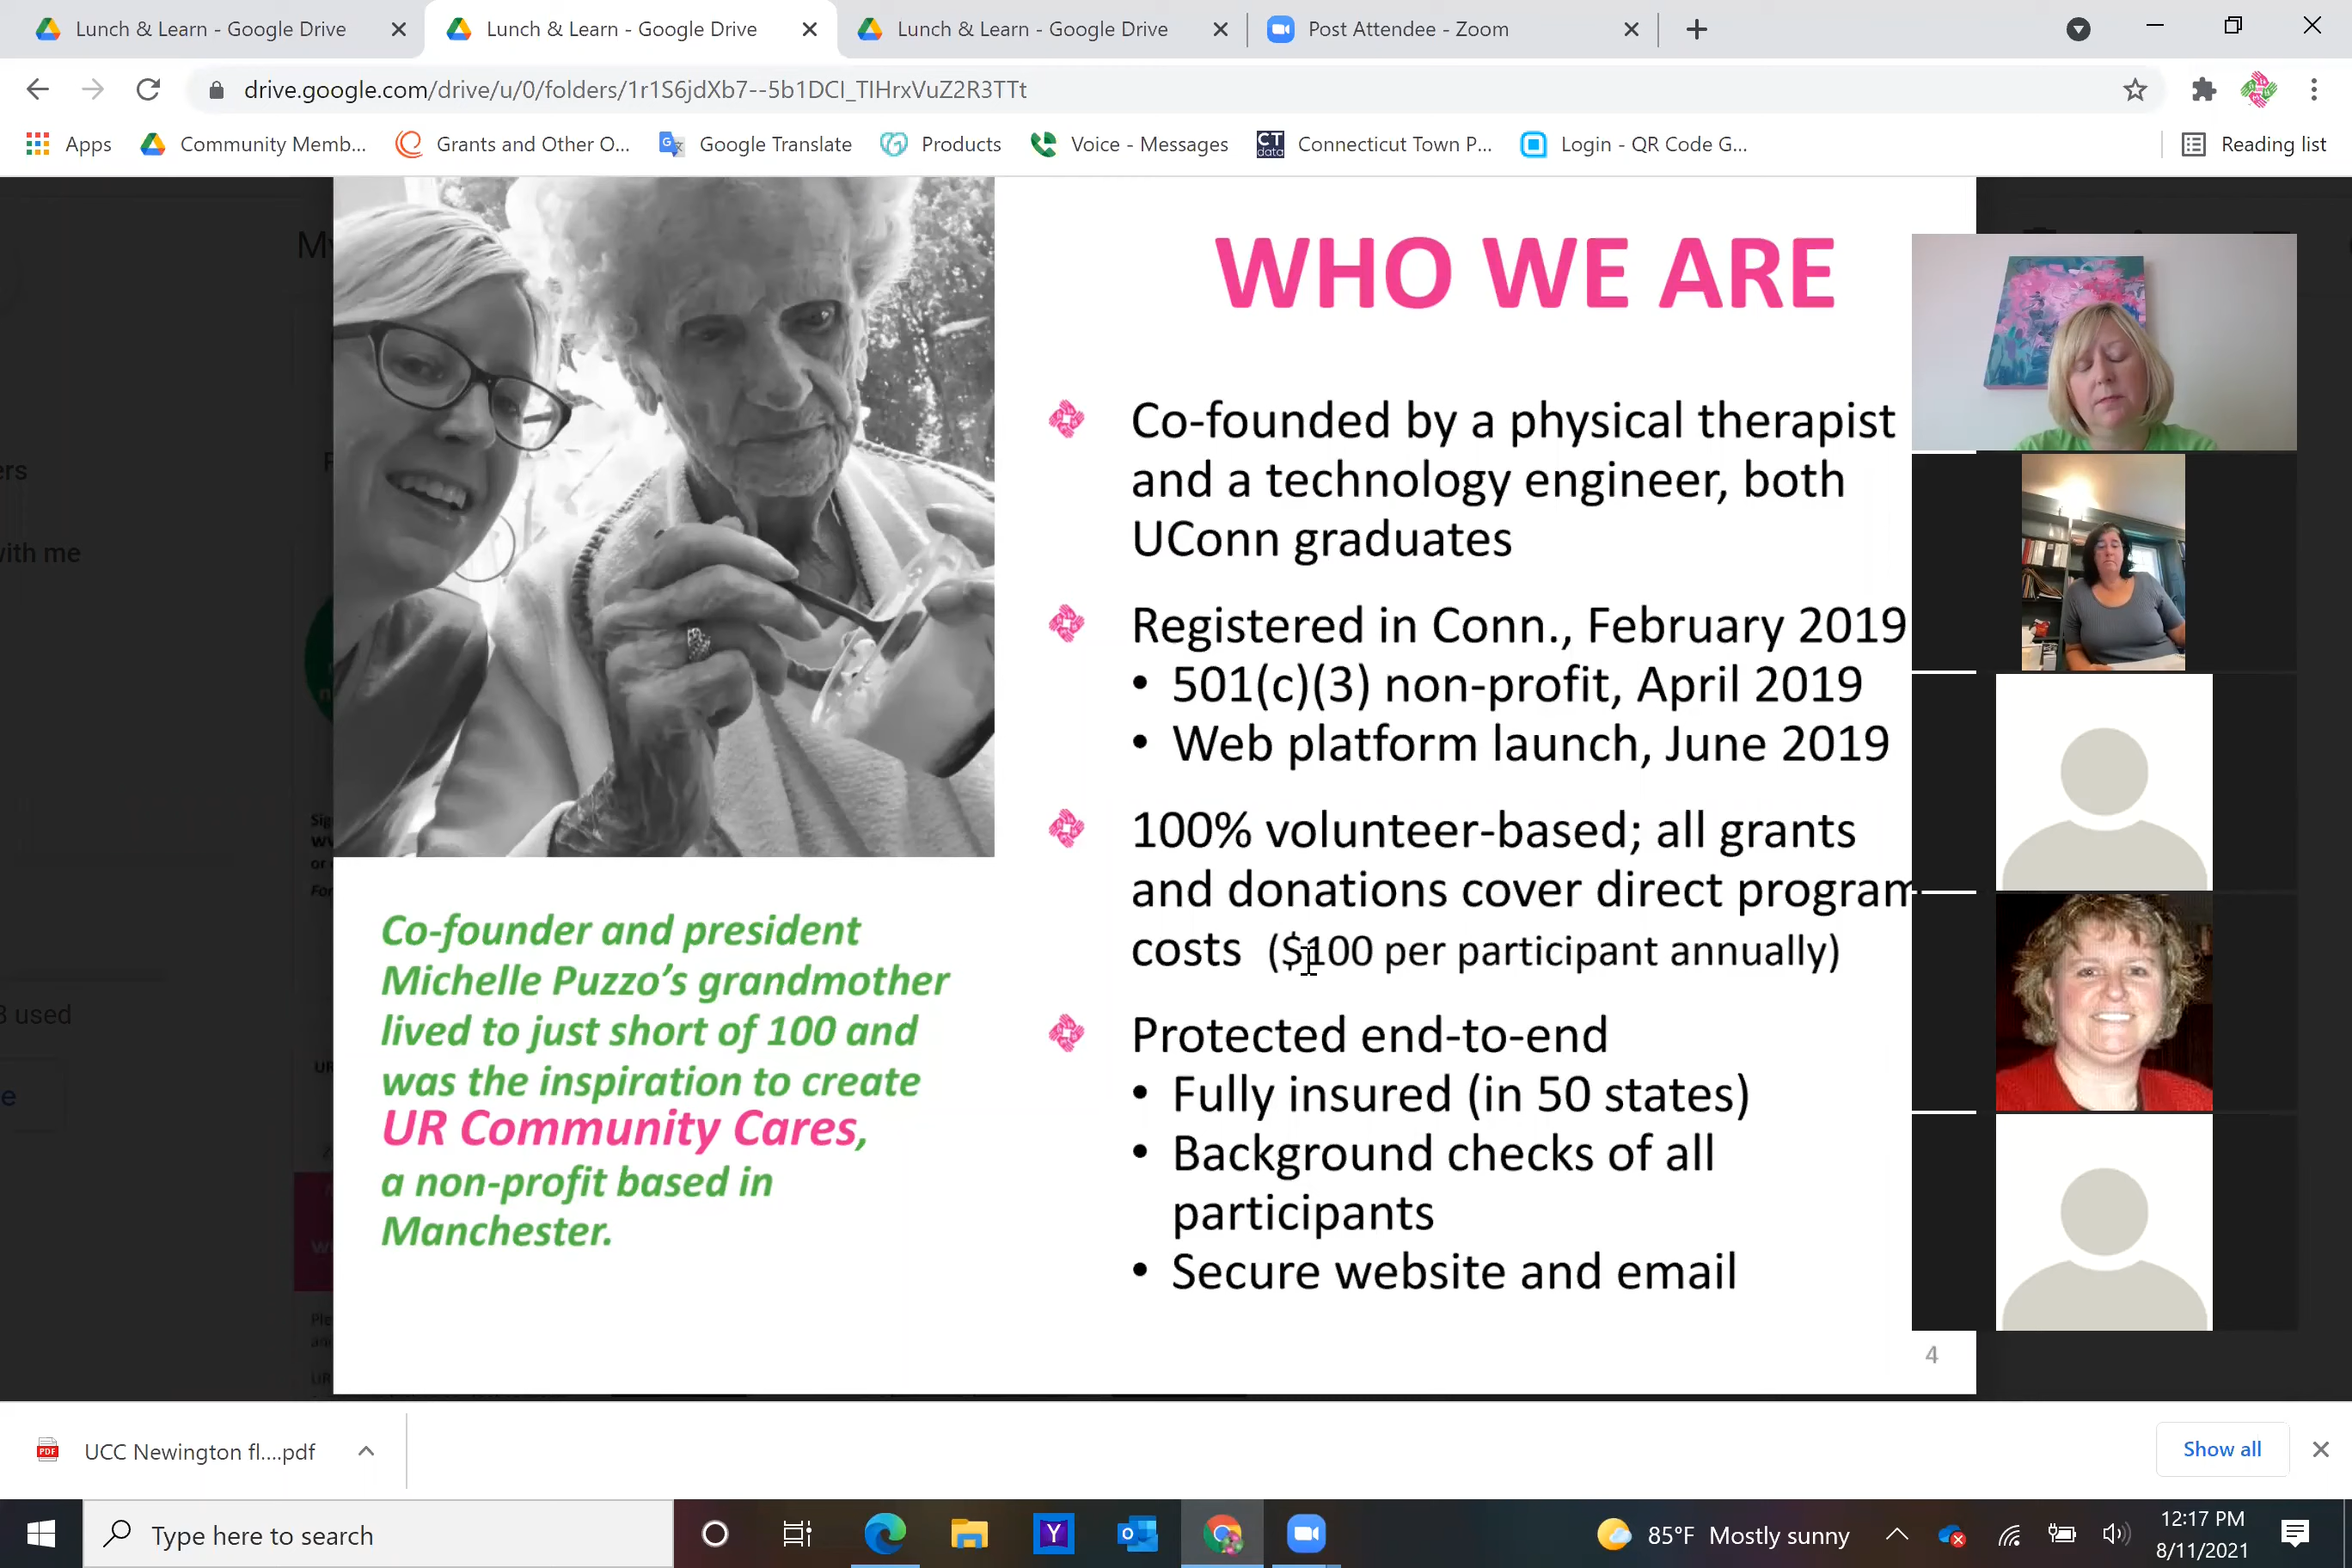 Lunch & Learn - Google Drive
Lunch & Learn - Google Drive
Lunch & Learn - Google Drive
Post Attendee - Zoom
drive.google.com/drive/u/0/folders/1r1S6jdXb7--5b1DCI_TIHrxVuZ2R3TTt
Apps
Community Memb...
Grants and Other O...
Google Translate
Products
Voice - Messages
CT data
Connecticut Town P...
Login - QR Code G...
Reading list
WHO WE ARE
Co-founded by a physical therapist
and a technology engineer, both
UConn graduates
Registered in Conn., February 2019
• 501(c)(3) non-profit, April 2019
• Web platform launch, June 2019
100% volunteer-based; all grants
and donations cover direct program
costs ($100 per participant annually)
Protected end-to-end
• Fully insured (in 50 states)
• Background checks of all
participants
• Secure website and email
Co-founder and president
Michelle Puzzo's grandmother
lived to just short of 100 and
was the inspiration to create
UR Community Cares,
a non-profit based in
Manchester.
4
with me
used
UCC Newington fl....pdf
Show all
Type here to search
85°F Mostly sunny
12:17 PM
8/11/2021